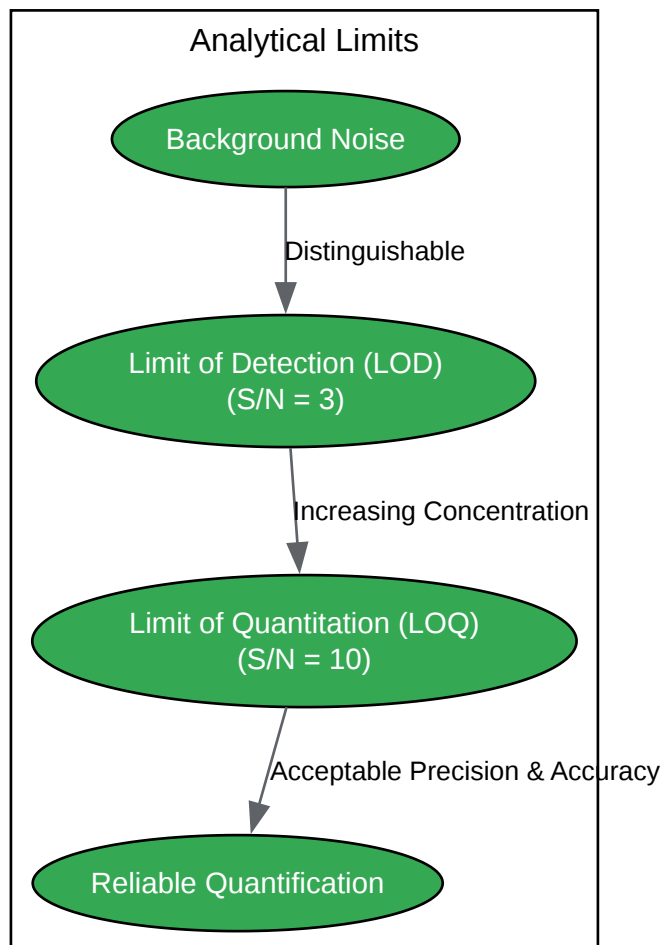 Analytical Limits
Background Noise
Distinguishable
Limit of Detection (LOD)
(S/N = 3)
Increasing Concentration
Limit of Quantitation (LOQ)
(S/N = 10)
Acceptable Precision & Accuracy
Reliable Quantification